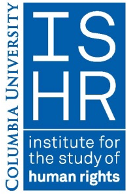 COLUMBIA UNIVERSITY
IS
HR
institute for
the study of
human rights